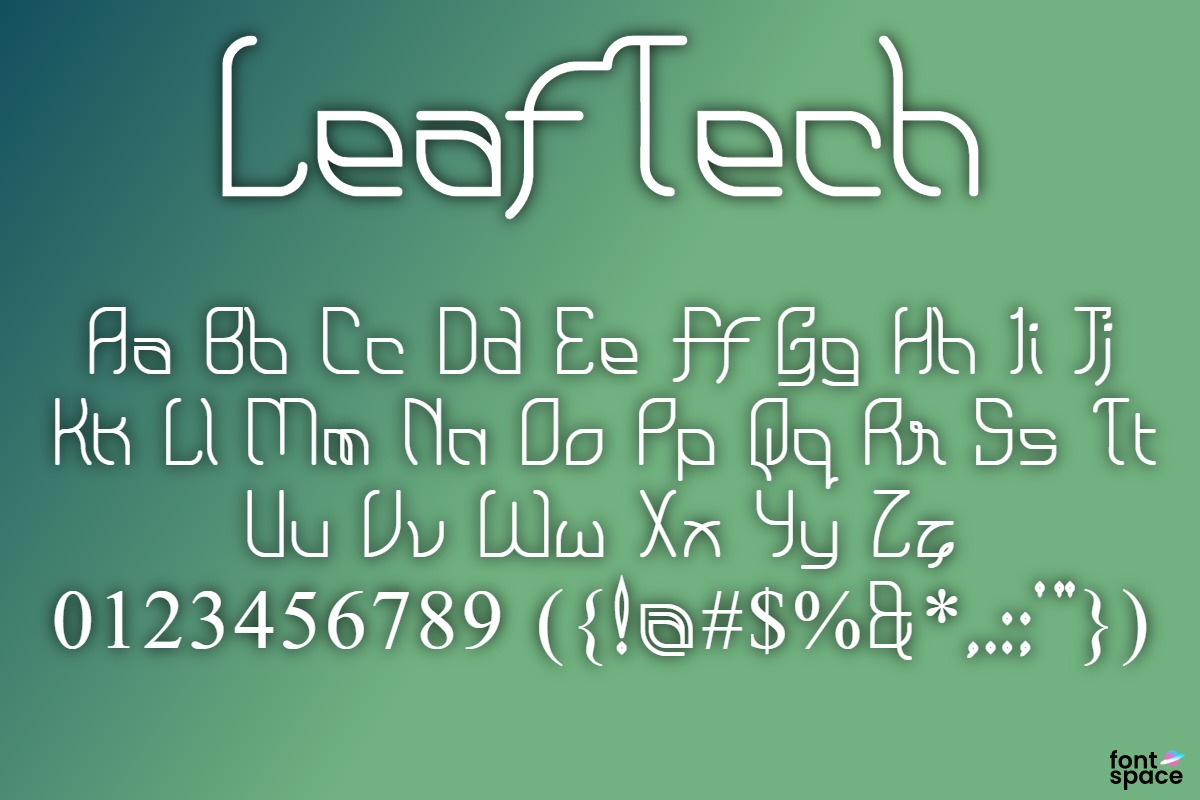 LeafTech
Aa Bb Cc Dd Ee Ff Gg Hh Ii Jj
Kk Ll Mm Nn Oo Pp Qq Rr Ss Tt
Uu Vv Ww Xx Yy Zz
0123456789 ({!@#$%&*,..:;'"})
font
space